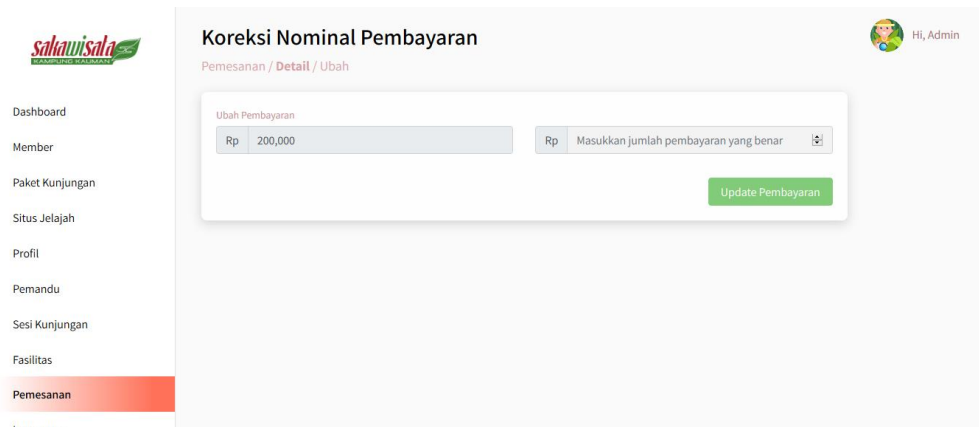 sakawisala
KAMPUNG KAUMAN
Koreksi Nominal Pembayaran
Hi, Admin
Pemesanan / Detail / Ubah
Dashboard
Member
Paket Kunjungan
Situs Jelajah
Profil
Pemandu
Sesi Kunjungan
Fasilitas
Pemesanan
Ubah Pembayaran
Rp 200,000
Rp Masukkan jumlah pembayaran yang benar
Update Pembayaran